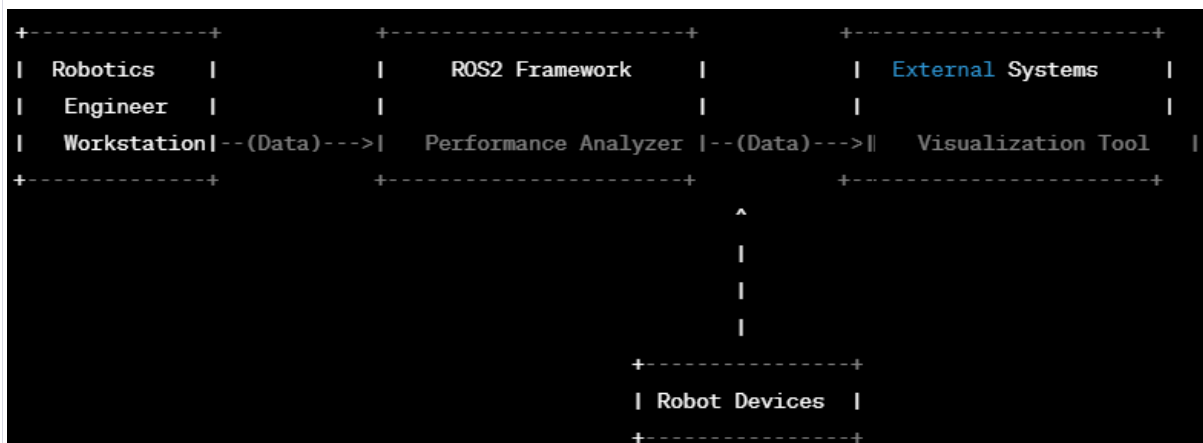 +--------------+ +-----------------------+ +------------------------+
| Robotics | | ROS2 Framework | | External Systems |
| Engineer | | | | |
| Workstation|--(Data)--->| Performance Analyzer |--(Data)--->| Visualization Tool |
+--------------+ +-----------------------+ +------------------------+
^
|
|
|
+----------------+
| Robot Devices |
+----------------+